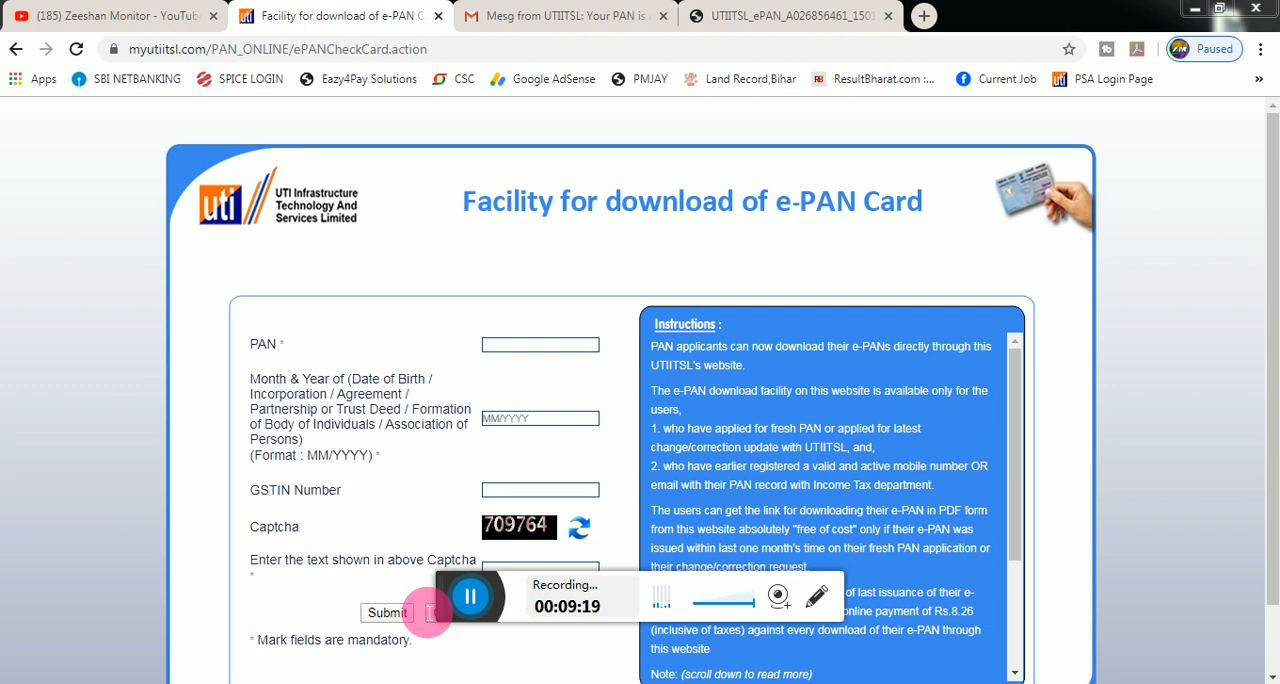 (185) Zeeshan Monitor - YouTub
Facility for download of e-PAN C
Mesg from UTIITSL: Your PAN is
UTIITSL_ePAN_A026856461_1501
myutiitsl.com/PAN_ONLINE/ePANCheckCard.action
Paused
Apps
SBI NETBANKING
SPICE LOGIN
Eazy4Pay Solutions
CSC
Google AdSense
PMJAY
Land Record,Bihar
ResultBharat.com :...
Current Job
PSA Login Page
»
uti
UTI Infrastructure
Technology And
Services Limited
Facility for download of e-PAN Card
PAN *
Month & Year of (Date of Birth /
Incorporation / Agreement /
Partnership or Trust Deed / Formation
of Body of Individuals / Association of
Persons)
(Format : MM/YYYY) *
MM/YYYY
GSTIN Number
Captcha
709764
Enter the text shown in above Captcha
*
Submit
* Mark fields are mandatory.
Instructions :
PAN applicants can now download their e-PANs directly through this
UTIITSL's website.
The e-PAN download facility on this website is available only for the
users,
1. who have applied for fresh PAN or applied for latest
change/correction update with UTIITSL, and,
2. who have earlier registered a valid and active mobile number OR
email with their PAN record with Income Tax department.
The users can get the link for downloading their e-PAN in PDF form
from this website absolutely "free of cost" only if their e-PAN was
issued within last one month's time on their fresh PAN application or
their change/correction request.
of last issuance of their e-
online payment of Rs.8.26
(inclusive of taxes) against every download of their e-PAN through
this website
Note: (scroll down to read more)
Recording...
00:09:19